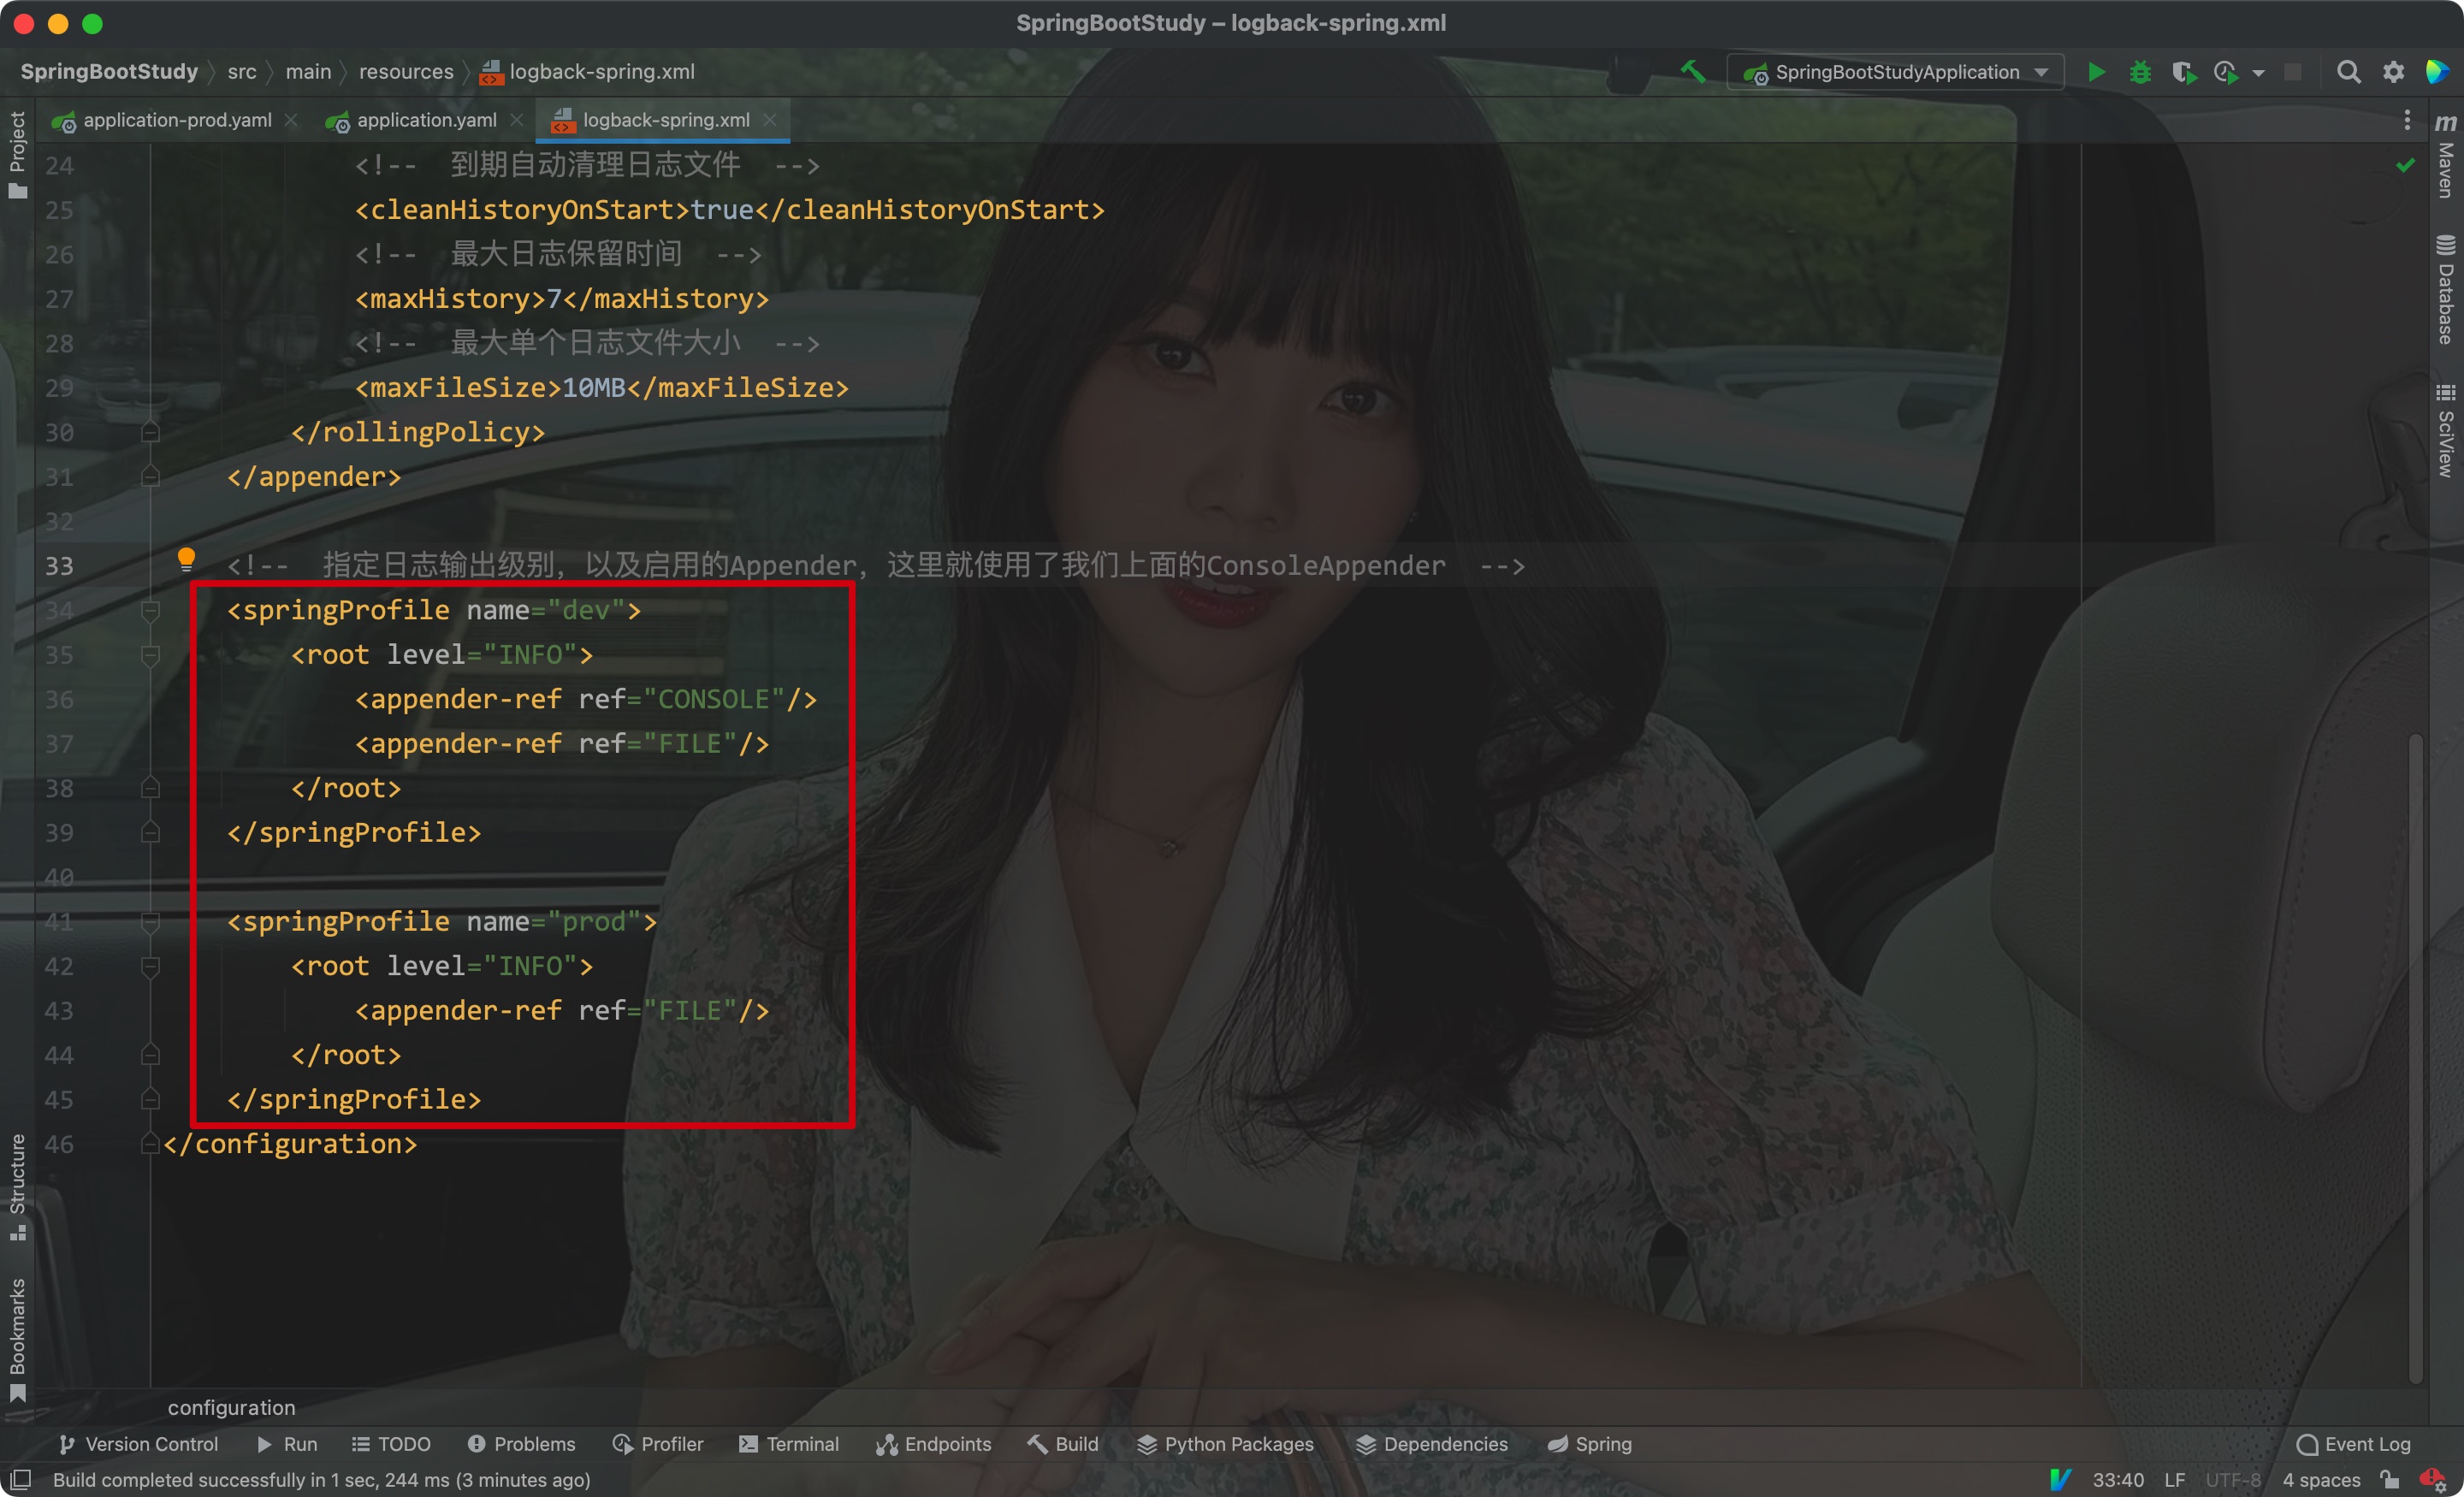 SpringBootStudy – logback-spring.xml
SpringBootStudy src main resources logback-spring.xml SpringBootStudyApplication
application-prod.yaml application.yaml logback-spring.xml
Project
Structure
Bookmarks
24 <!--  到期自动清理日志文件  -->
25 <cleanHistoryOnStart>true</cleanHistoryOnStart>
26 <!--  最大日志保留时间  -->
27 <maxHistory>7</maxHistory>
28 <!--  最大单个日志文件大小  -->
29 <maxFileSize>10MB</maxFileSize>
30 </rollingPolicy>
31 </appender>
32
33 <!--  指定日志输出级别，以及启用的Appender，这里就使用了我们上面的ConsoleAppender  -->
34 <springProfile name="dev">
35 <root level="INFO">
36 <appender-ref ref="CONSOLE"/>
37 <appender-ref ref="FILE"/>
38 </root>
39 </springProfile>
40
41 <springProfile name="prod">
42 <root level="INFO">
43 <appender-ref ref="FILE"/>
44 </root>
45 </springProfile>
46 </configuration>
m
Maven
Database
SciView
configuration
Version Control Run TODO Problems Profiler Terminal Endpoints Build Python Packages Dependencies Spring Event Log
Build completed successfully in 1 sec, 244 ms (3 minutes ago) 33:40 LF UTF-8 4 spaces